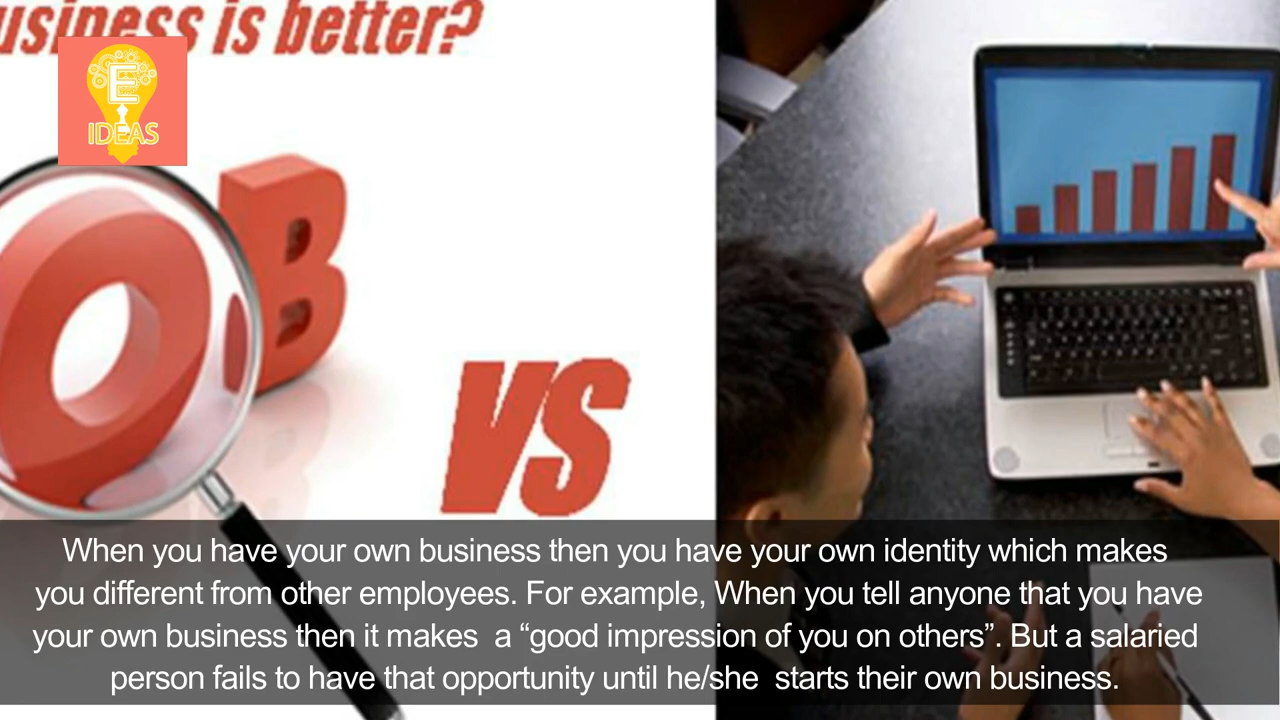 usiness is better?
E
IDEAS
OB
VS
When you have your own business then you have your own identity which makes
you different from other employees. For example, When you tell anyone that you have
your own business then it makes  a “good impression of you on others”. But a salaried
person fails to have that opportunity until he/she  starts their own business.